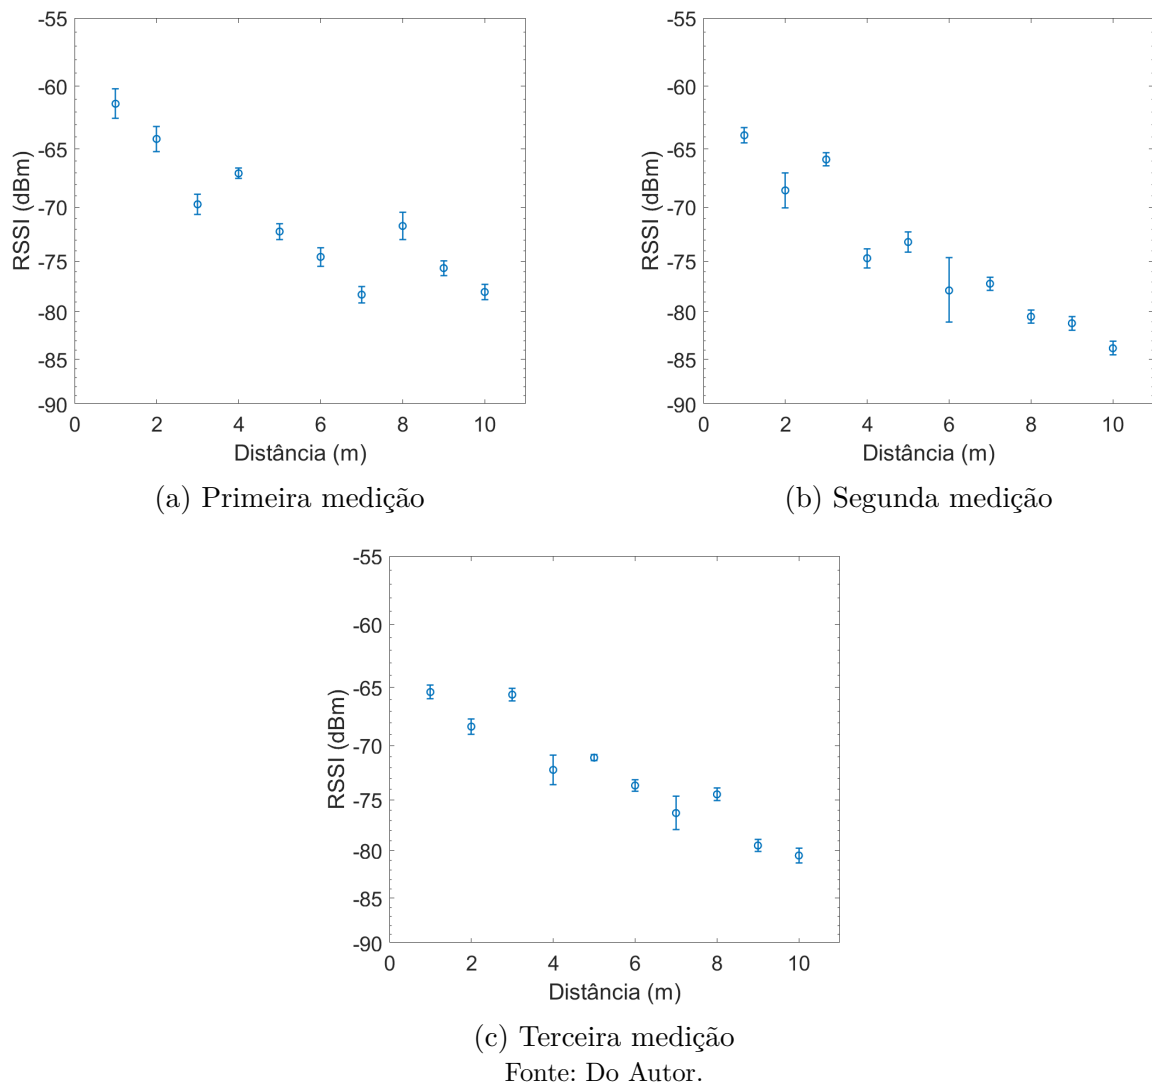 -55
-60
-65
-70
-75
-80
-85
-90
RSSI (dBm)
0 2 4 6 8 10
Distância (m)
(a) Primeira medição
-55
-60
-65
-70
-75
-80
-85
-90
RSSI (dBm)
0 2 4 6 8 10
Distância (m)
(b) Segunda medição
-55
-60
-65
-70
-75
-80
-85
-90
RSSI (dBm)
0 2 4 6 8 10
Distância (m)
(c) Terceira medição
Fonte: Do Autor.